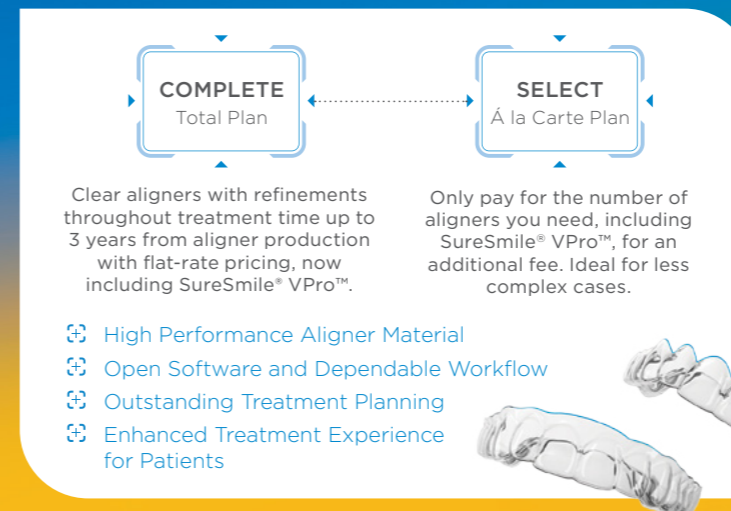 COMPLETE
Total Plan
Clear aligners with refinements
throughout treatment time up to
3 years from aligner production
with flat-rate pricing, now
including SureSmile® VPro™.
SELECT
Á la Carte Plan
Only pay for the number of
aligners you need, including
SureSmile® VPro™, for an
additional fee. Ideal for less
complex cases.
High Performance Aligner Material
Open Software and Dependable Workflow
Outstanding Treatment Planning
Enhanced Treatment Experience
for Patients